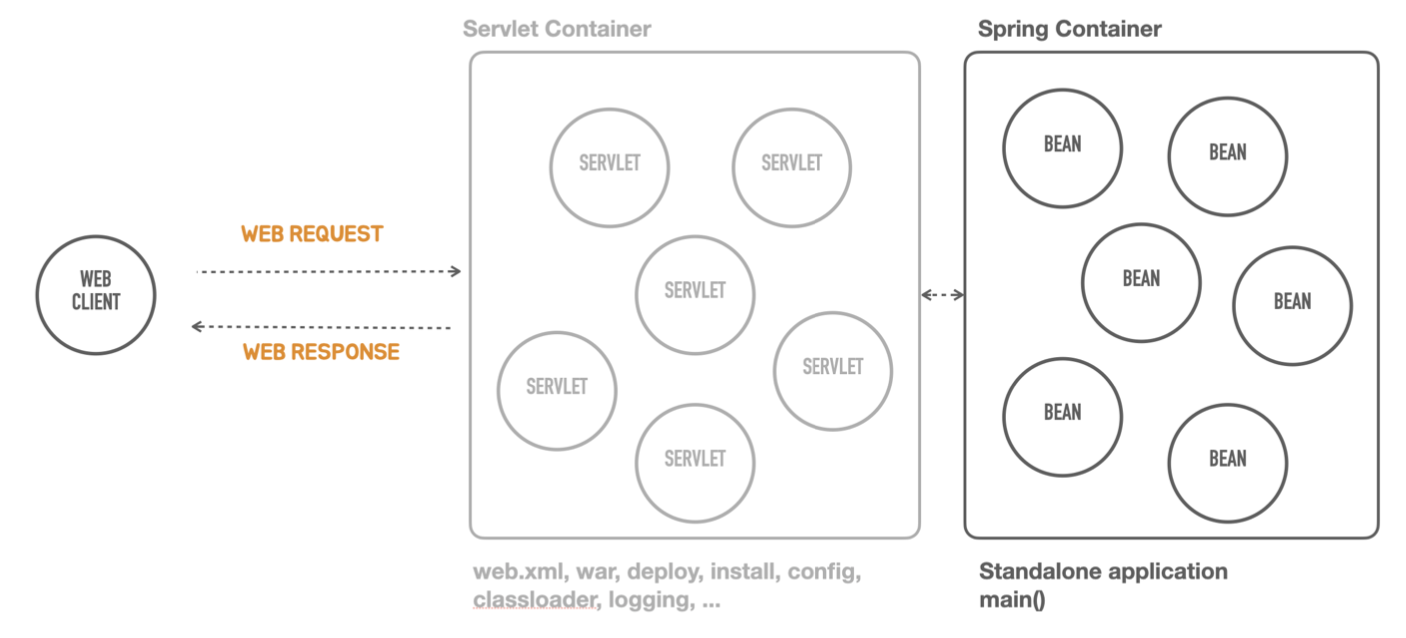 Servlet Container
Spring Container
SERVLET
SERVLET
BEAN
BEAN
WEB REQUEST
WEB
CLIENT
SERVLET
BEAN
BEAN
WEB RESPONSE
SERVLET
SERVLET
BEAN
SERVLET
BEAN
web.xml, war, deploy, install, config,
classloader, logging, ...
Standalone application
main()